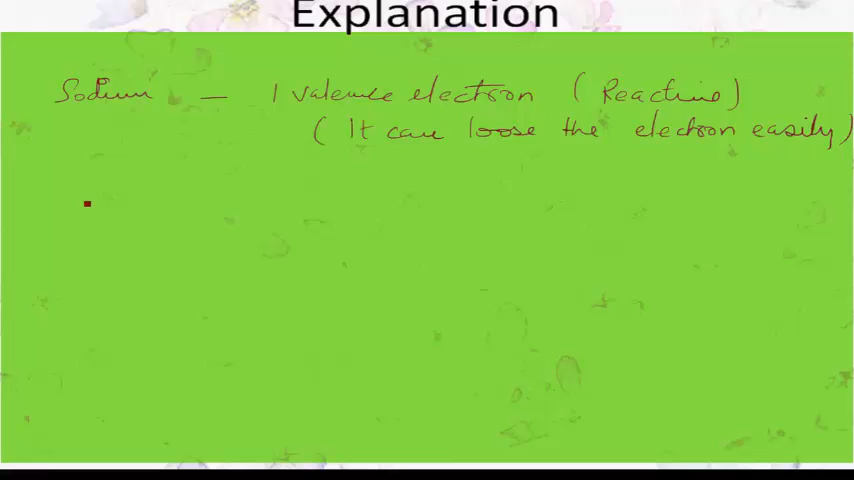 Explanation
Sodium — 1 valence electron (Reactive)
(It can loose the electron easily)